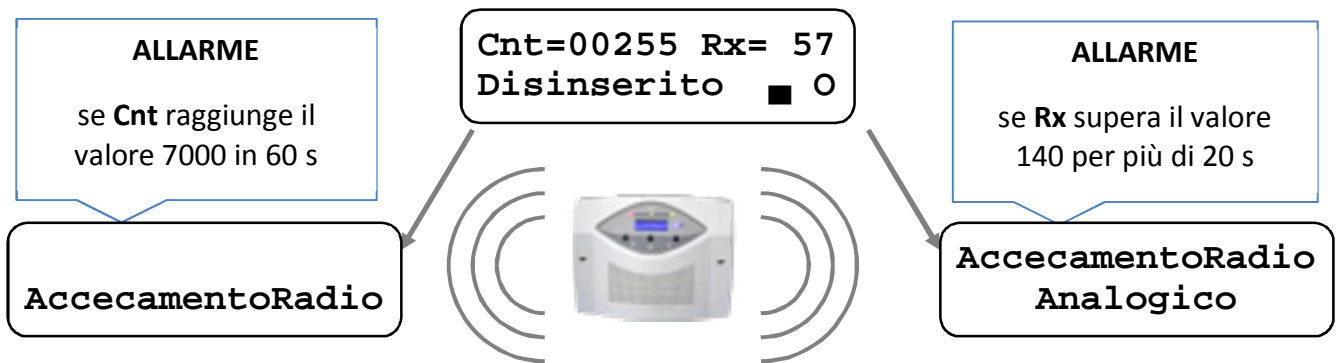 ALLARME
se Cnt raggiunge il
valore 7000 in 60 s
AccecamentoRadio
Cnt=00255 Rx= 57
Disinserito ▄ O
ALLARME
se Rx supera il valore
140 per più di 20 s
AccecamentoRadio
Analogico